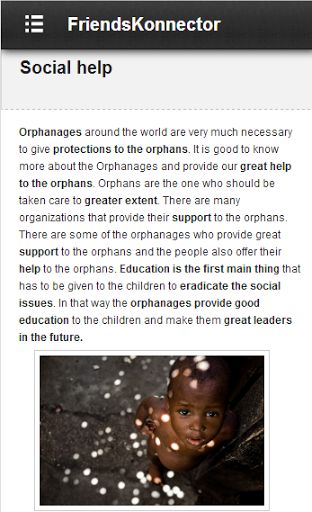 FriendsKonnector
Social help
Orphanages around the world are very much necessary
to give protections to the orphans. It is good to know
more about the Orphanages and provide our great help
to the orphans. Orphans are the one who should be
taken care to greater extent. There are many
organizations that provide their support to the orphans.
There are some of the orphanages who provide great
support to the orphans and the people also offer their
help to the orphans. Education is the first main thing that
has to be given to the children to eradicate the social
issues. In that way the orphanages provide good
education to the children and make them great leaders
in the future.